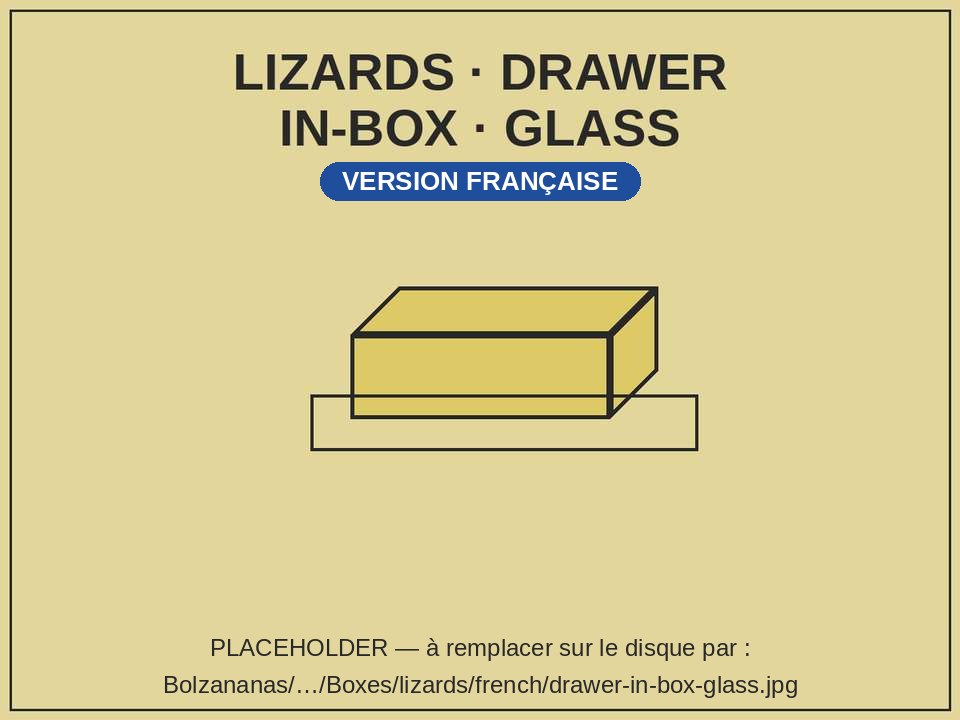 LIZARDS · DRAWER
IN-BOX · GLASS
VERSION FRANÇAISE
PLACEHOLDER — à remplacer sur le disque par :
Bolzananas/…/Boxes/lizards/french/drawer-in-box-glass.jpg